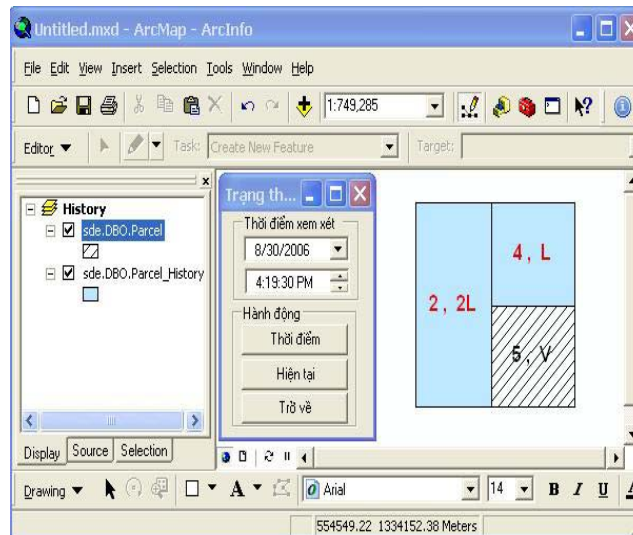 Untitled.mxd - ArcMap - ArcInfo
File Edit View Insert Selection Tools Window Help
1:749,285
Editor Task: Create New Feature Target:
History
sde.DBO.Parcel
sde.DBO.Parcel_History
Display Source Selection
Trạng th...
Thời điểm xem xét
8/30/2006
4:19:30 PM
Hành động
Thời điểm
Hiện tại
Trở về
4 , L
2 , 2L
5 , V
Drawing A Arial 14 B I U A
554549.22 1334152.38 Meters